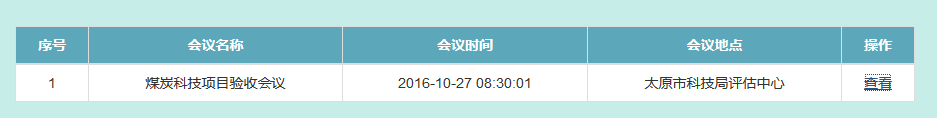 序号 会议名称 会议时间 会议地点 操作
1 煤炭科技项目验收会议 2016-10-27 08:30:01 太原市科技局评估中心 查看